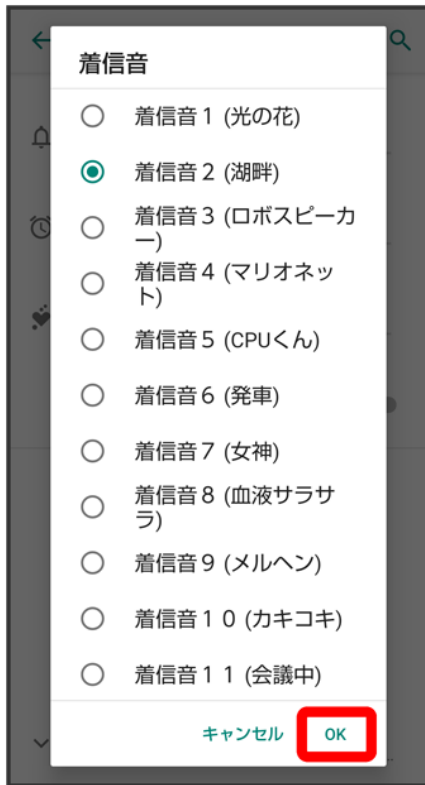 着信音
着信音1 (光の花)
着信音2 (湖畔)
着信音3 (ロボスピーカ
ー)
着信音4 (マリオネッ
ト)
着信音5 (CPUくん)
着信音6 (発車)
着信音7 (女神)
着信音8 (血液サラサ
ラ)
着信音9 (メルヘン)
着信音10 (カキコキ)
着信音11 (会議中)
キャンセル OK